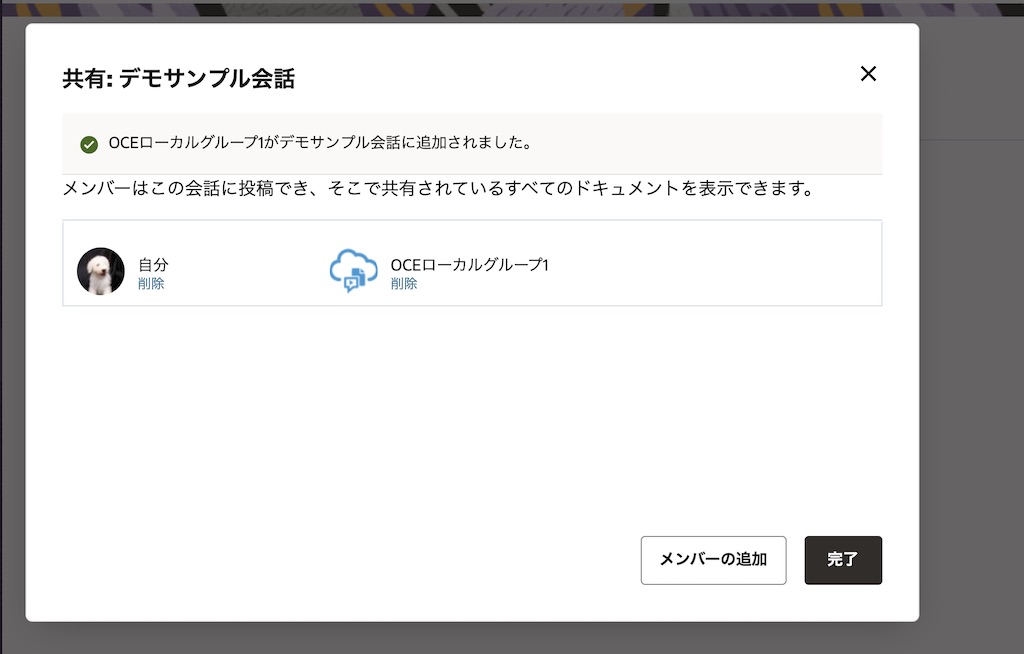 共有: デモサンプル会話
OCEローカルグループ1がデモサンプル会話に追加されました。
メンバーはこの会話に投稿でき、そこで共有されているすべてのドキュメントを表示できます。
自分
削除
OCEローカルグループ1
削除
メンバーの追加
完了